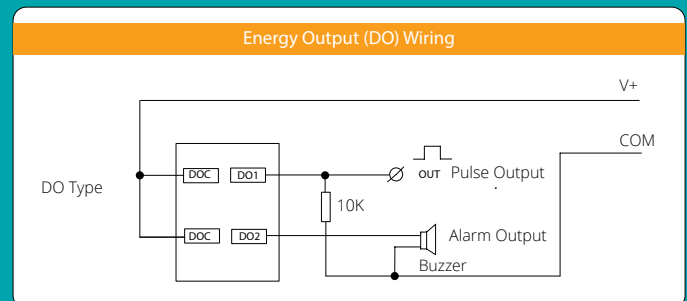 Energy Output (DO) Wiring
V+
COM
DO Type
DOC DO1
OUT Pulse Output
10K
DOC DO2
Alarm Output
Buzzer